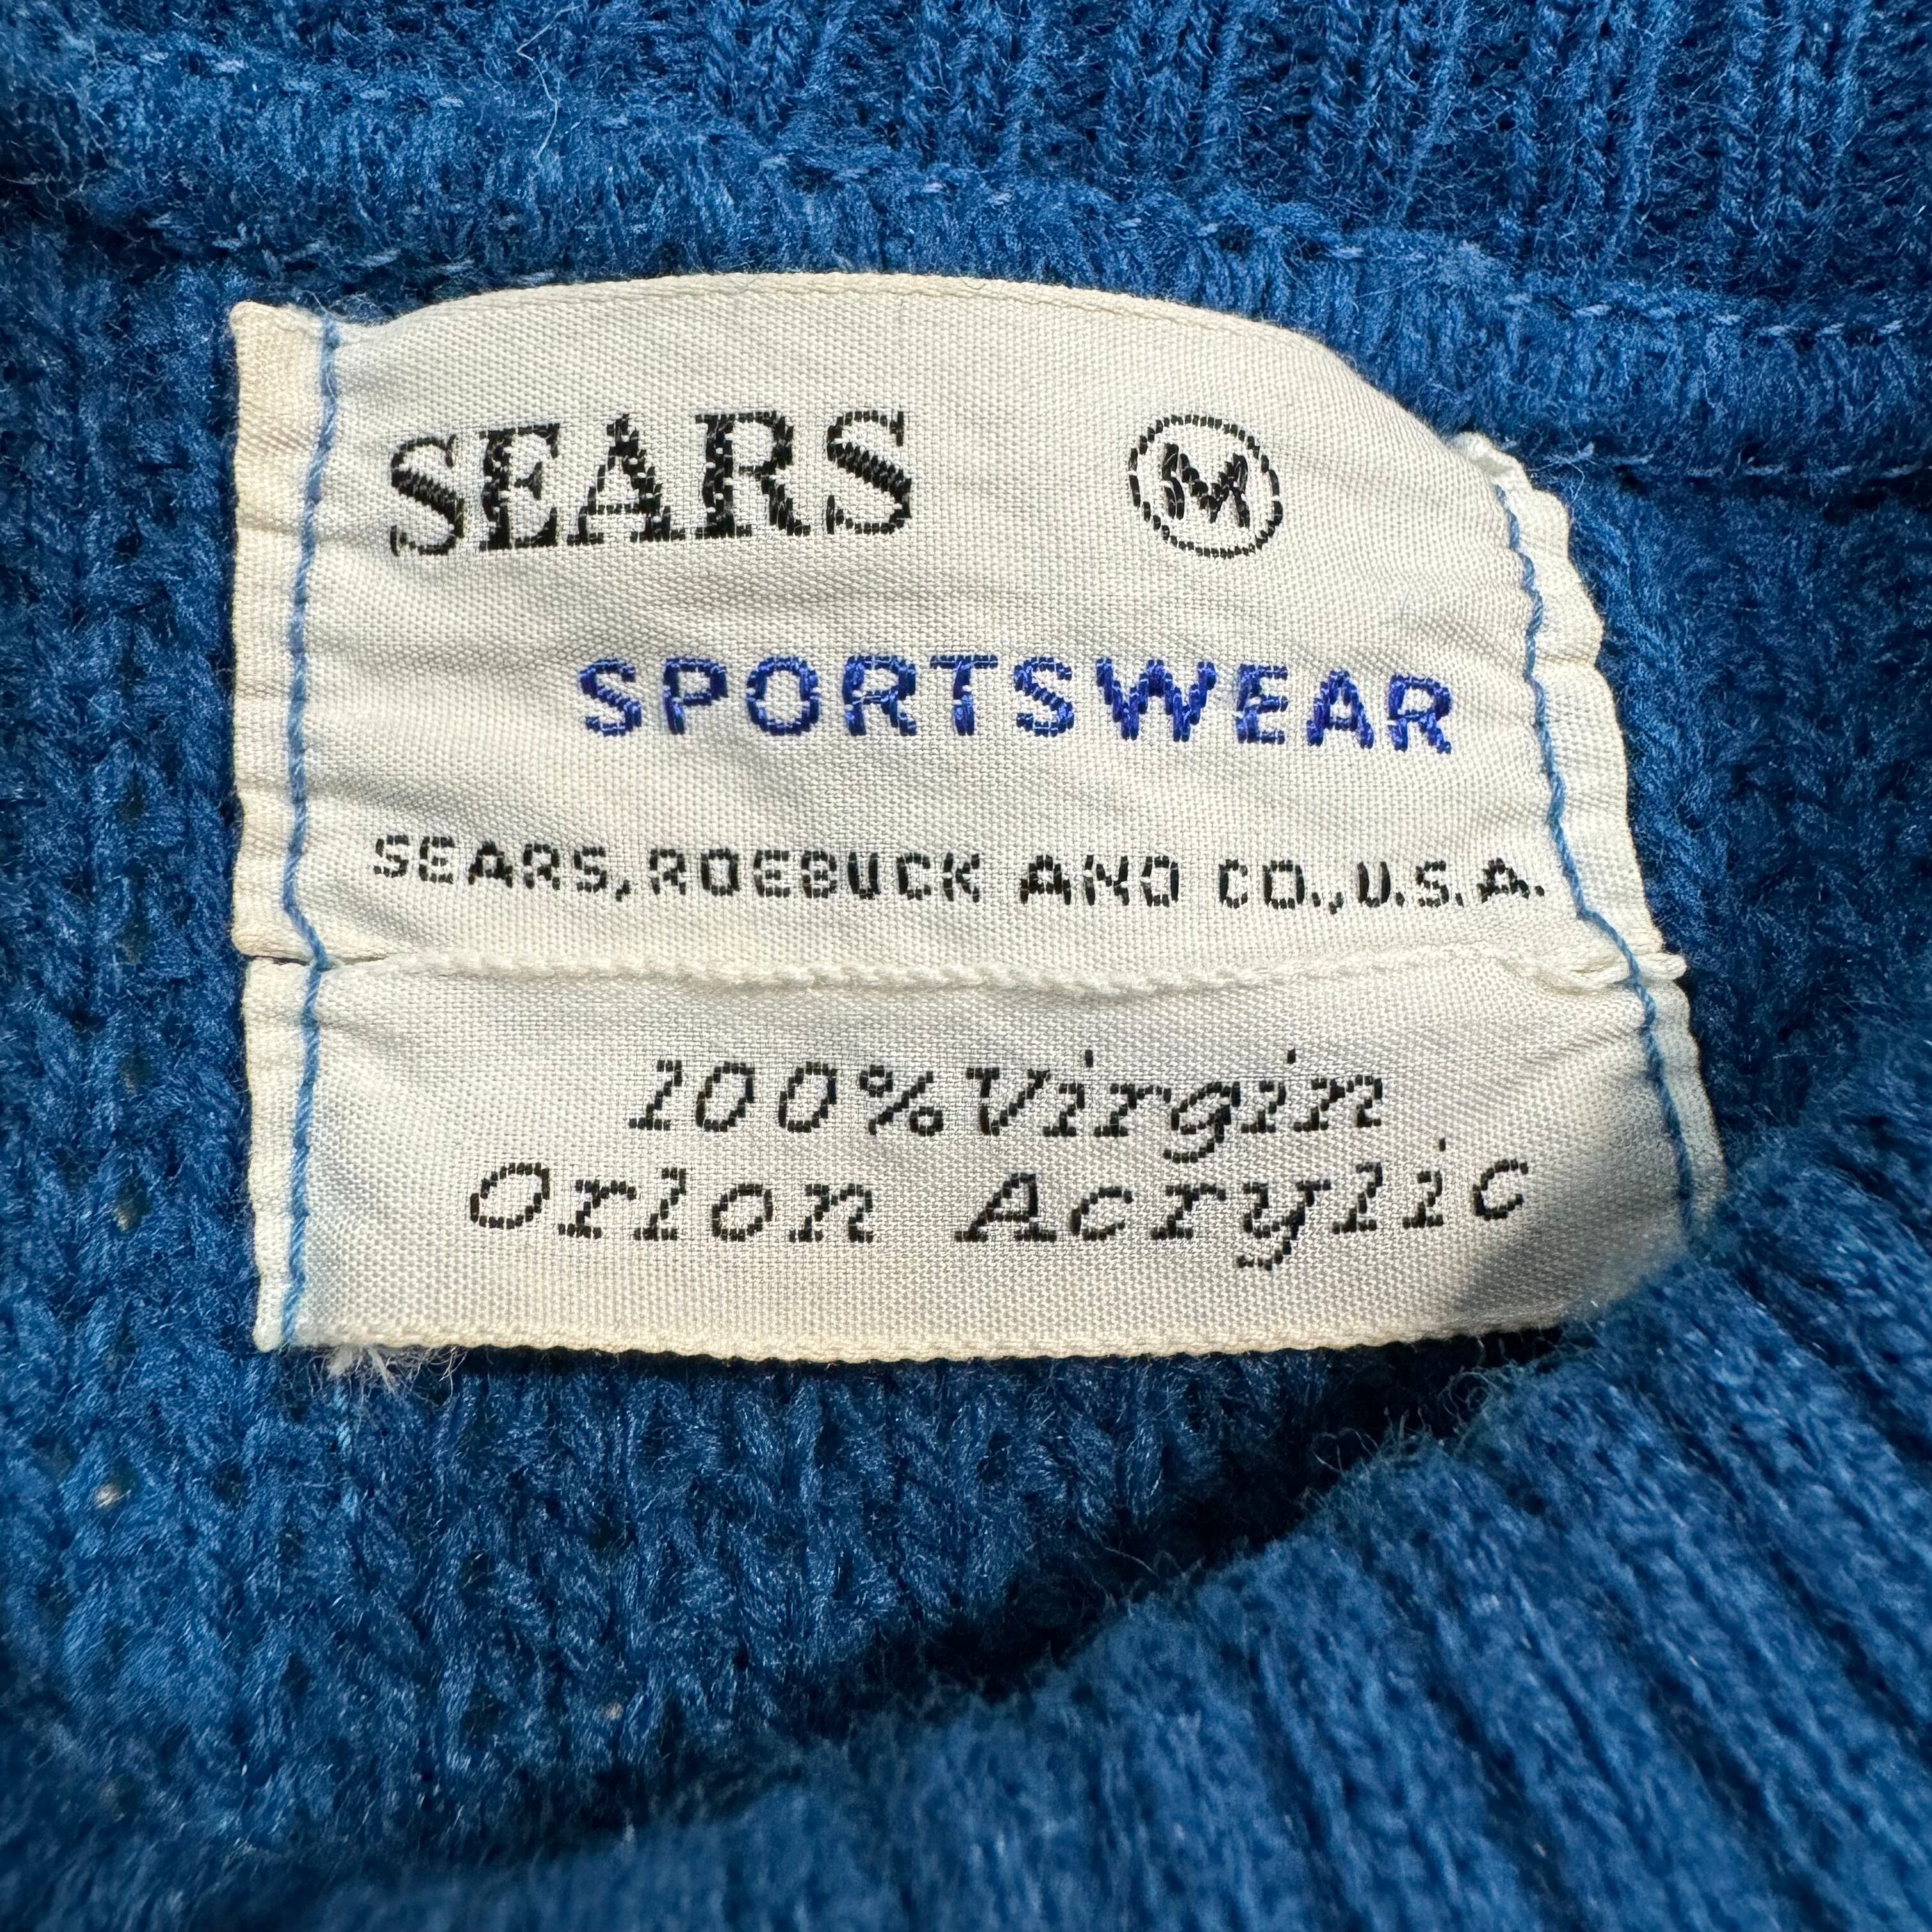 SEARS M
SPORTSWEAR
SEARS, ROEBUCK AND CO., U.S.A.
100% Virgin
Orlon Acrylic